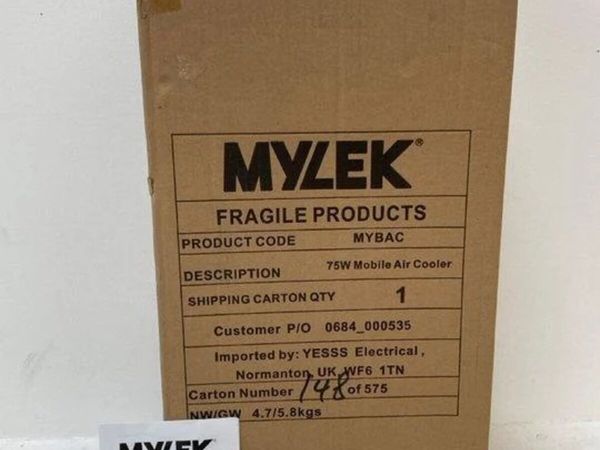 MYLEK®
FRAGILE PRODUCTS
PRODUCT CODE MYBAC
DESCRIPTION 75W Mobile Air Cooler
SHIPPING CARTON QTY 1
Customer P/O 0684_000535
Imported by: YESSS Electrical,
Normanton, UK, WF6 1TN
Carton Number 148 of 575
NW/GW 4.7/5.8kgs
MYLEK